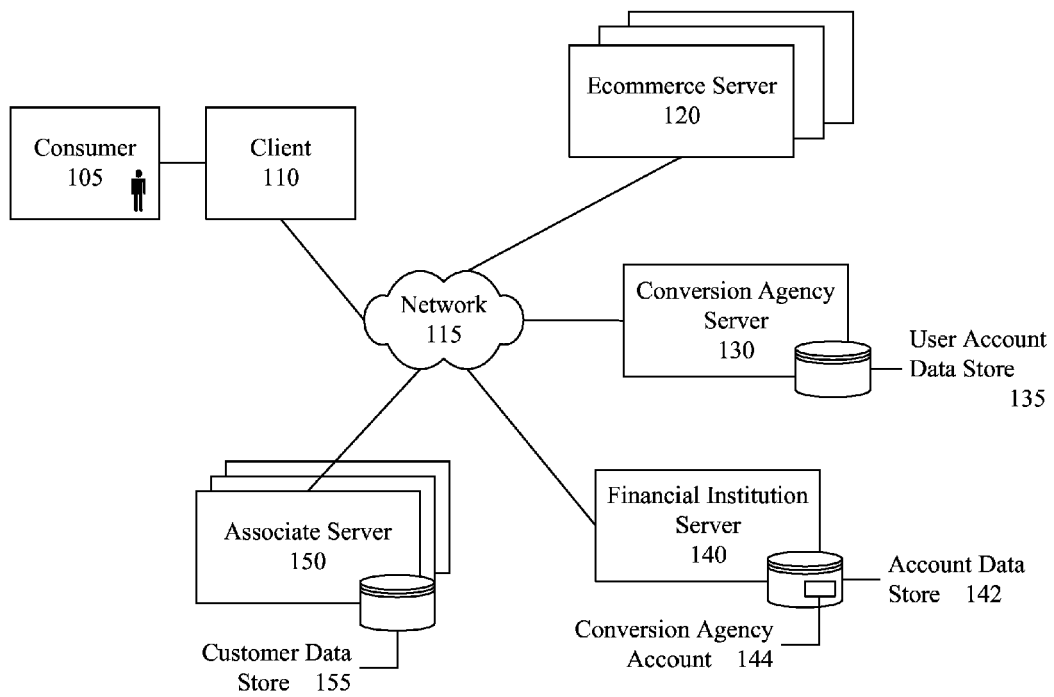 Ecommerce Server
120
Consumer
105
Client
110
Network
115
Conversion Agency
Server
130
User Account
Data Store
135
Associate Server
150
Financial Institution
Server
140
Account Data
Store 142
Conversion Agency
Account 144
Customer Data
Store 155